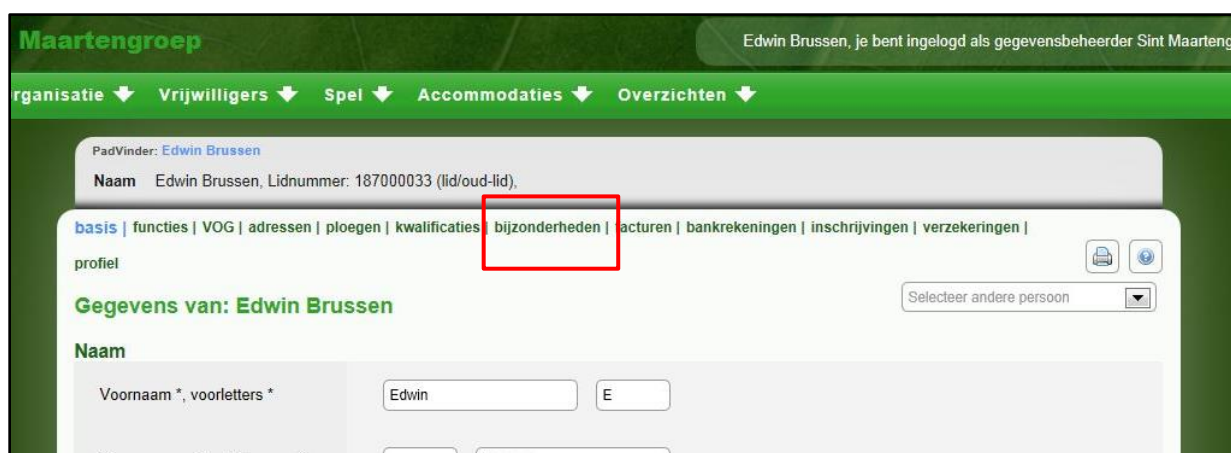 Maartengroep
Edwin Brussen, je bent ingelogd als gegevensbeheerder Sint Maarteng
rganisatie Vrijwilligers Spel Accommodaties Overzichten
PadVinder: Edwin Brussen
Naam Edwin Brussen, Lidnummer: 187000033 (lid/oud-lid),
basis | functies | VOG | adressen | ploegen | kwalificaties | bijzonderheden | facturen | bankrekeningen | inschrijvingen | verzekeringen |
profiel
Selecteer andere persoon
Gegevens van: Edwin Brussen
Naam
Voornaam *, voorletters * Edwin E